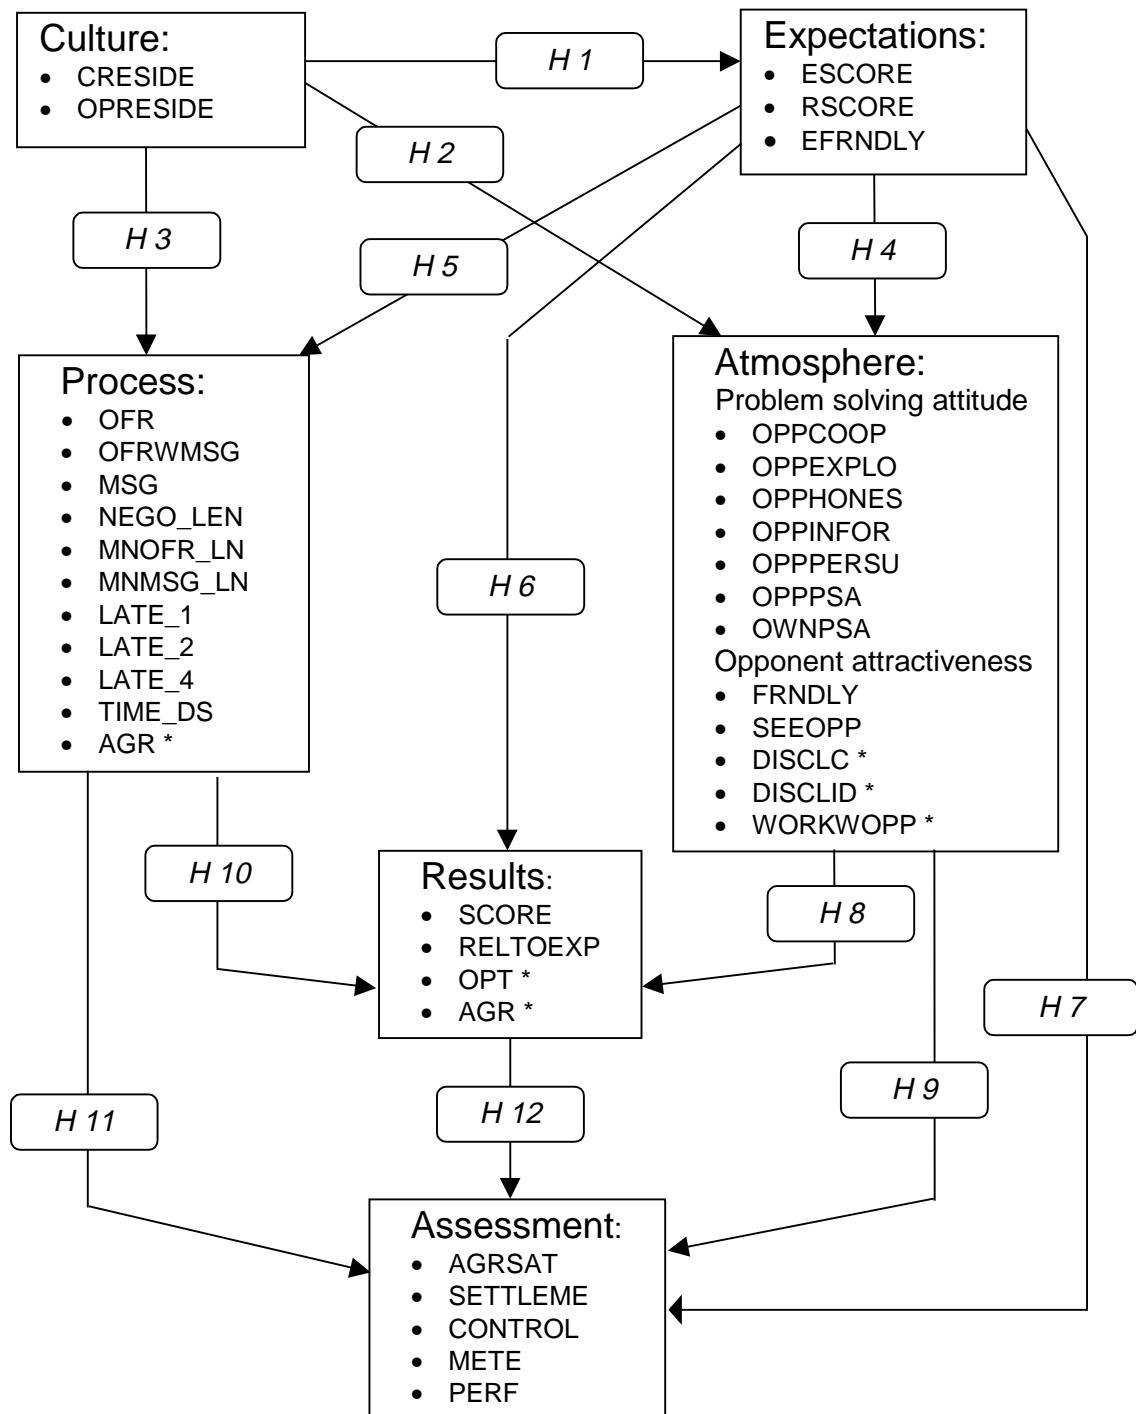 Culture:
• CRESIDE
• OPRESIDE
H 1
Expectations:
• ESCORE
• RSCORE
• EFRNDLY
H 2
H 3
H 5
H 4
Process:
• OFR
• OFRWMSG
• MSG
• NEGO_LEN
• MNOFR_LN
• MNMSG_LN
• LATE_1
• LATE_2
• LATE_4
• TIME_DS
• AGR *
H 6
Atmosphere:
Problem solving attitude
• OPPCOOP
• OPPEXPLO
• OPPHONES
• OPPINFOR
• OPPPERSU
• OPPPSA
• OWNPSA
Opponent attractiveness
• FRNDLY
• SEEOPP
• DISCLC *
• DISCLID *
• WORKWOPP *
H 10
Results:
• SCORE
• RELTOEXP
• OPT *
• AGR *
H 8
H 7
H 11
H 12
H 9
Assessment:
• AGRSAT
• SETTLEME
• CONTROL
• METE
• PERF